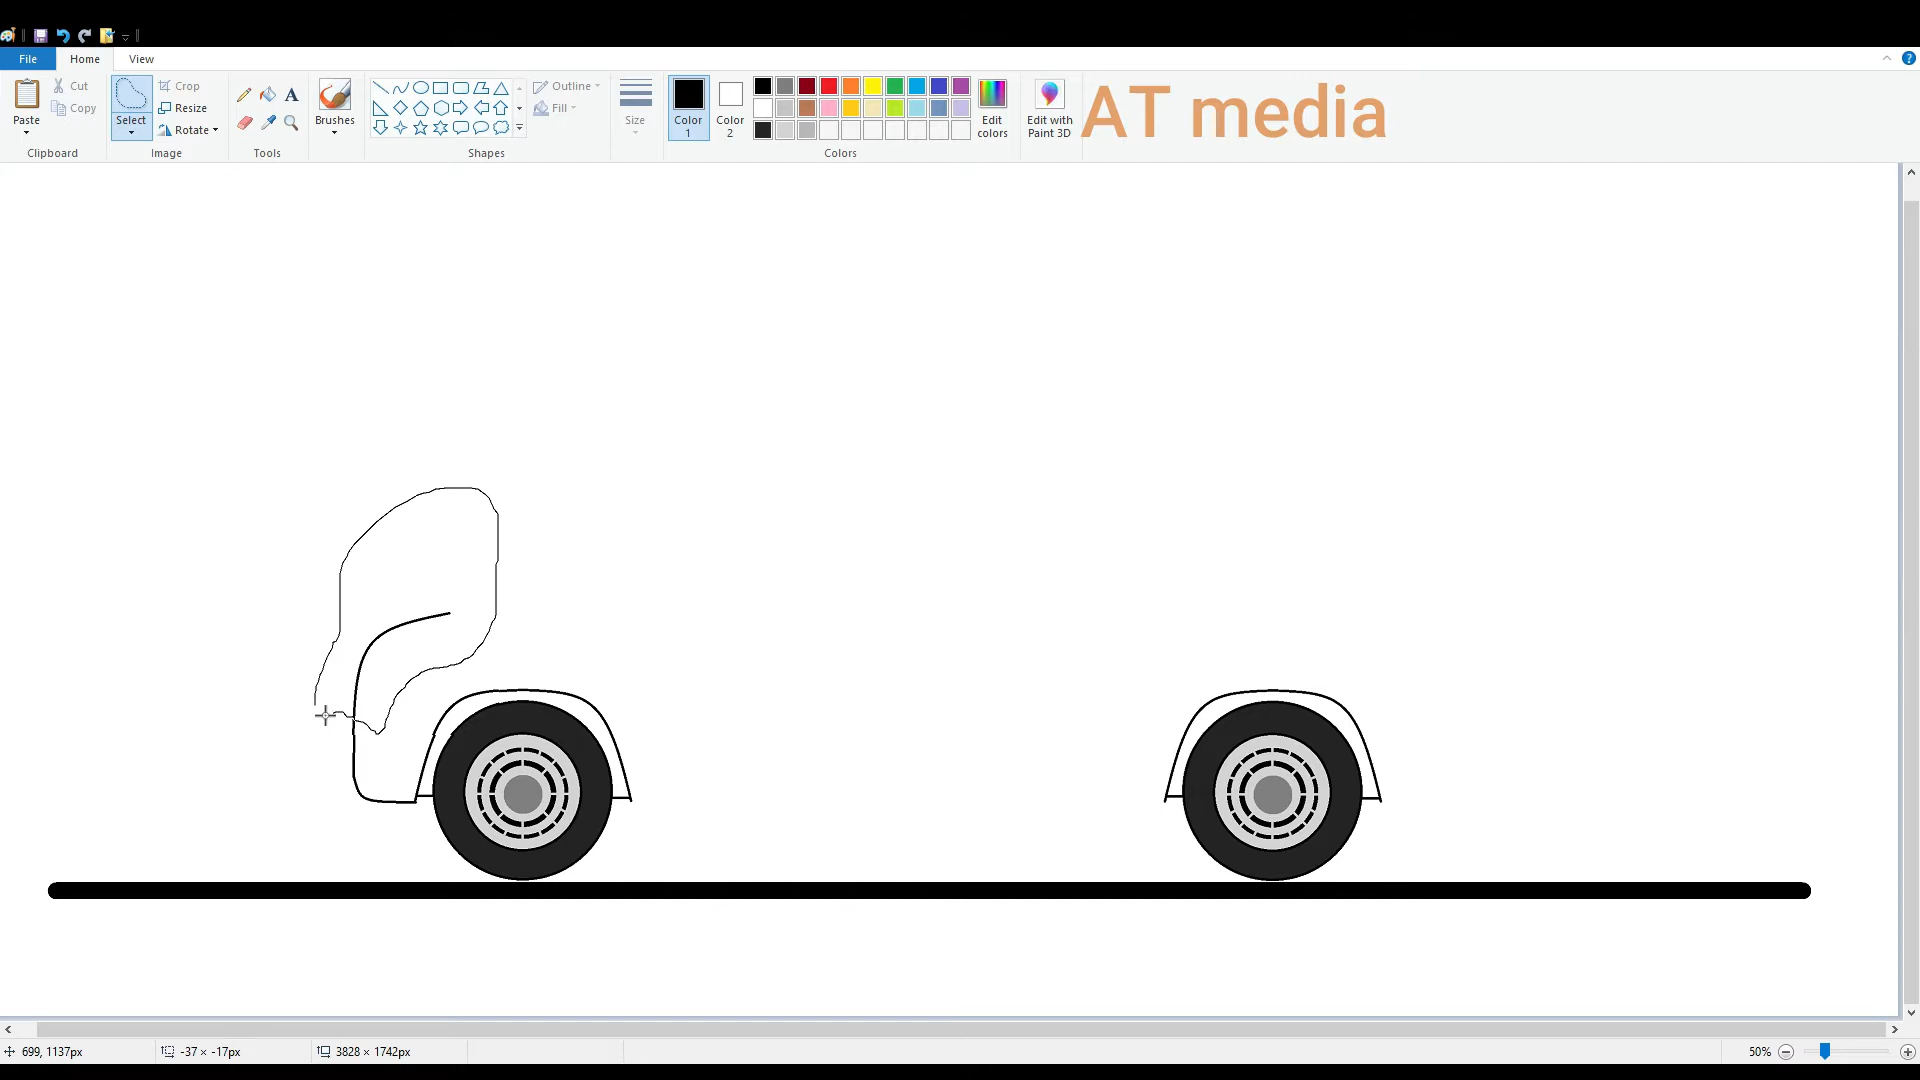 File Home View
Paste
Cut
Copy
Clipboard
Select
Crop
Resize
Rotate
Image
A
Tools
Brushes
Shapes
Outline
Fill
Size
Color 1
Color 2
Edit colors
Colors
Edit with Paint 3D
AT media
699, 1137px
-37 × -17px
3828 × 1742px
50%